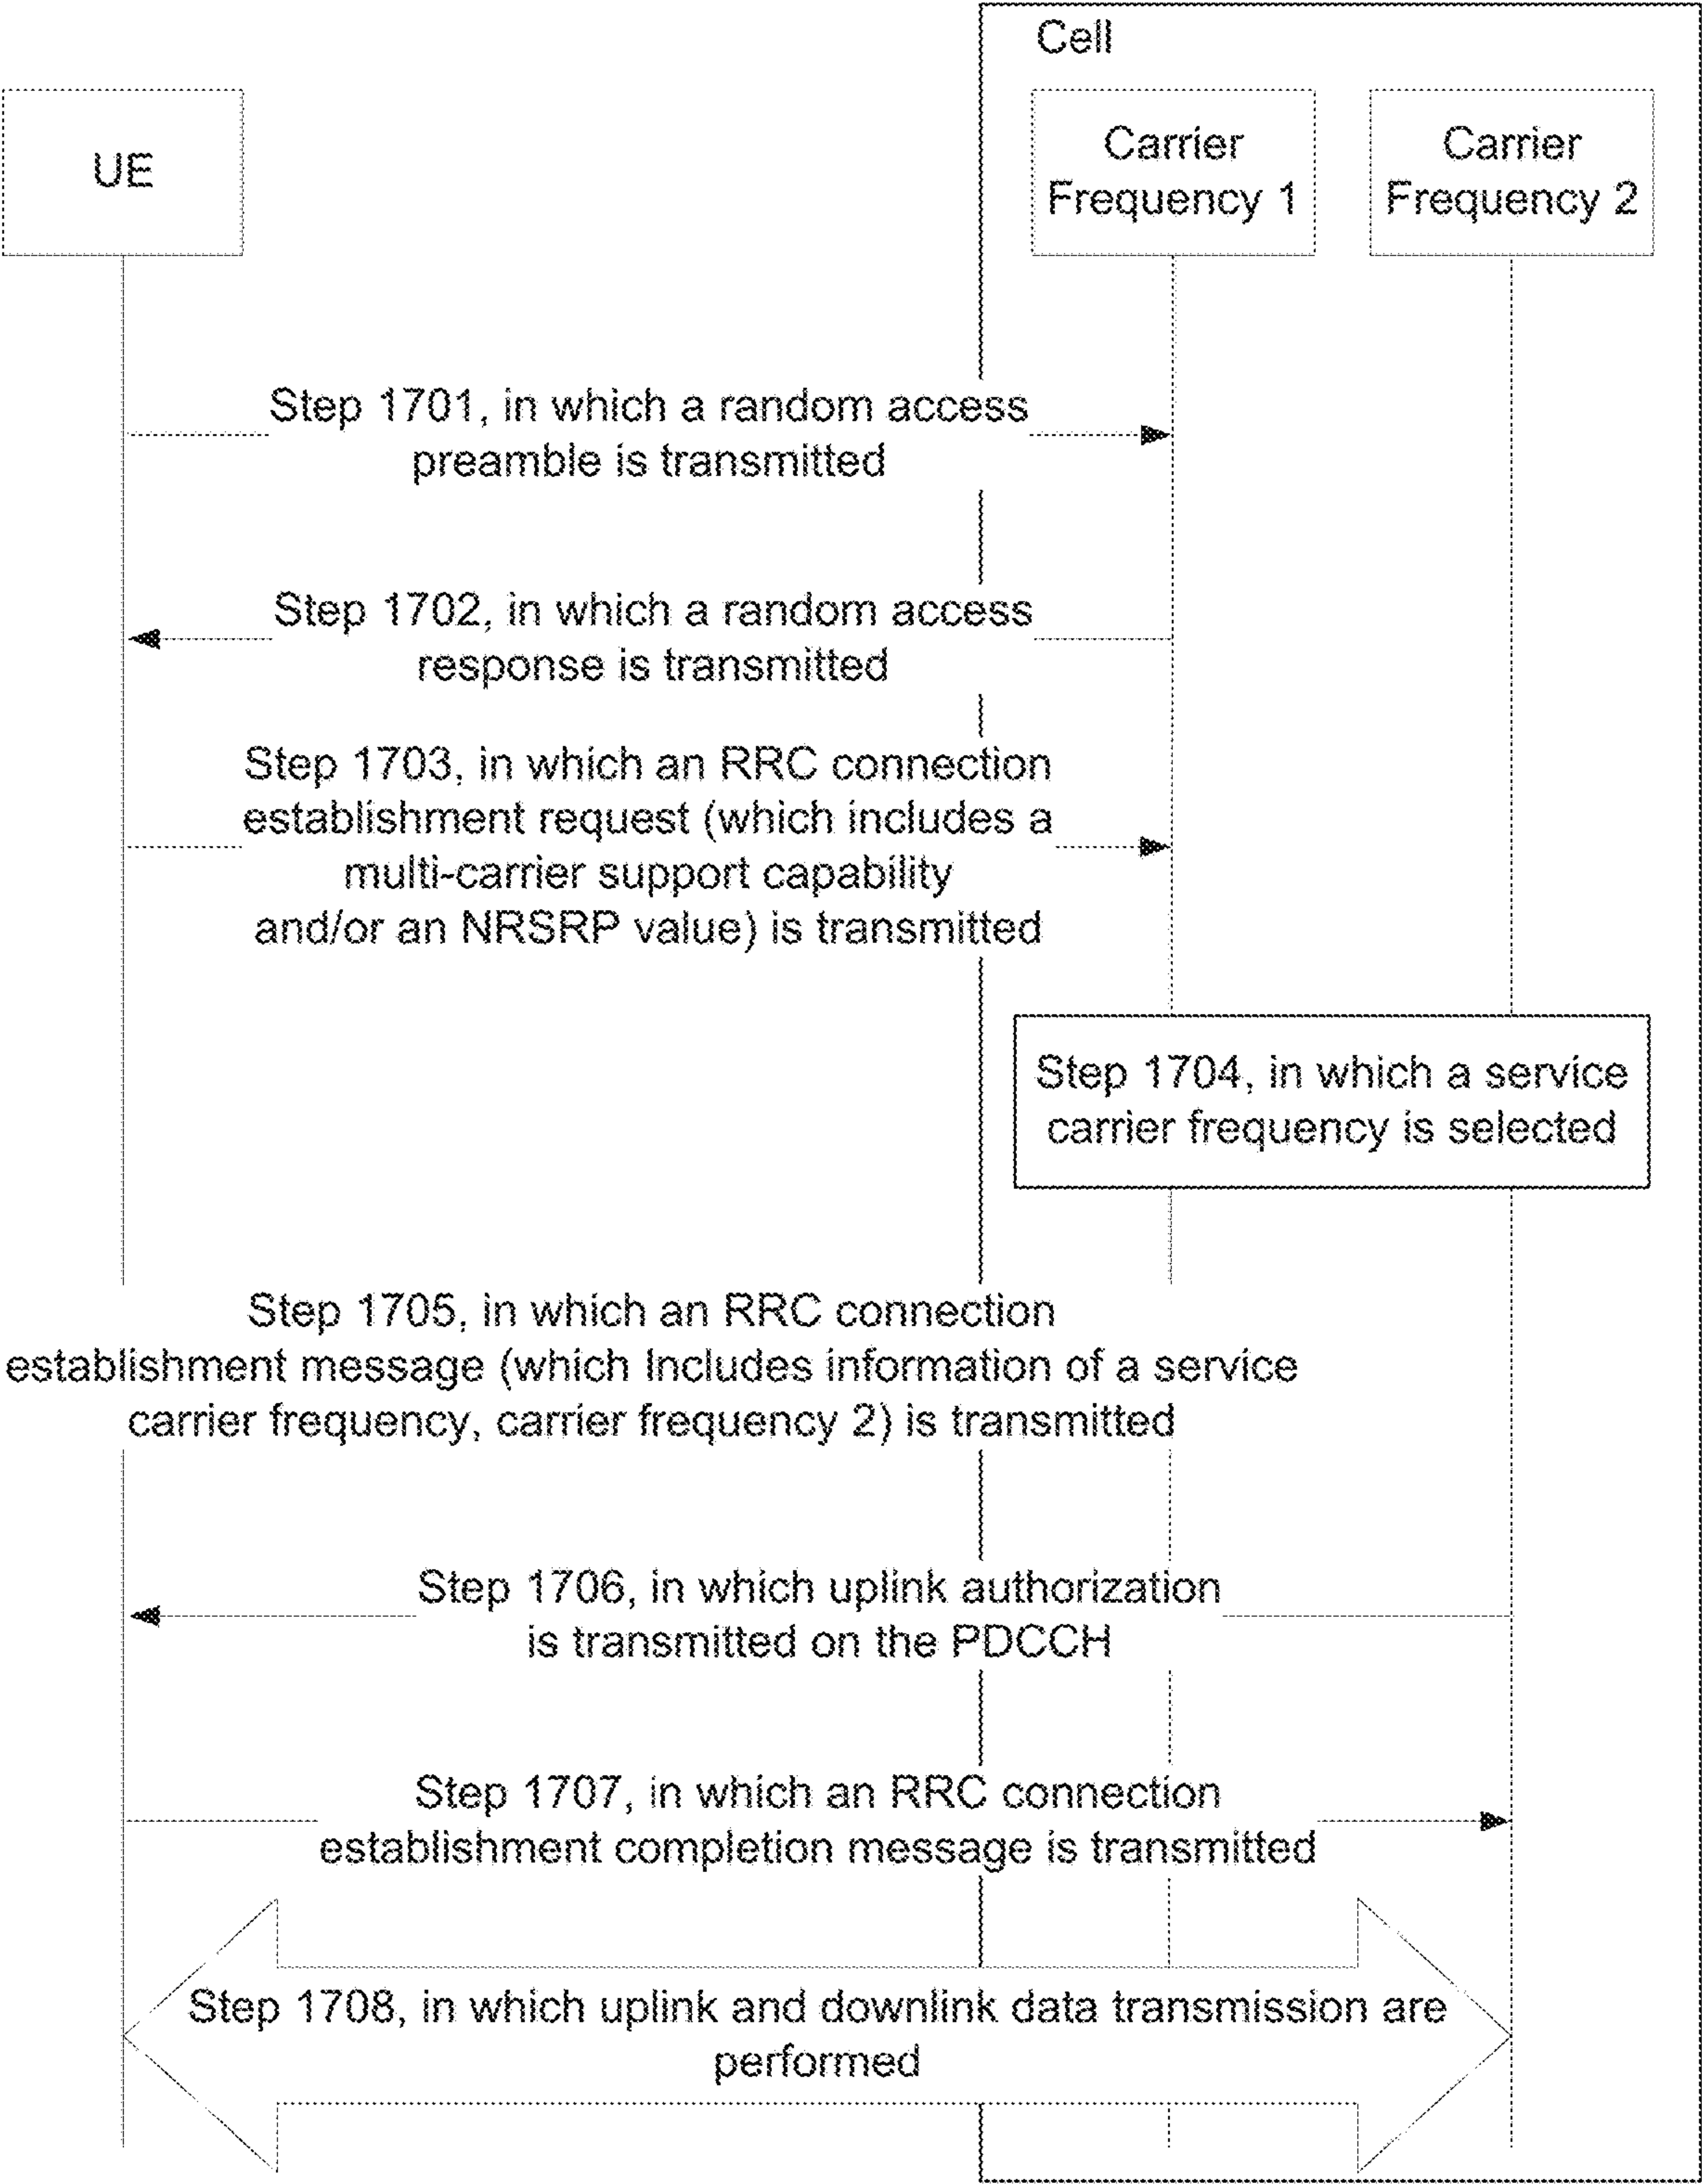 Cell
UE
Carrier
Frequency 1
Carrier
Frequency 2
Step 1701, in which a random access
preamble is transmitted
Step 1702, in which a random access
response is transmitted
Step 1703, in which an RRC connection
establishment request (which includes a
multi-carrier support capability
and/or an NRSRP value) is transmitted
Step 1704, in which a service
carrier frequency is selected
Step 1705, in which an RRC connection
establishment message (which Includes information of a service
carrier frequency, carrier frequency 2) is transmitted
Step 1706, in which uplink authorization
is transmitted on the PDCCH
Step 1707, in which an RRC connection
establishment completion message is transmitted
Step 1708, in which uplink and downlink data transmission are
performed